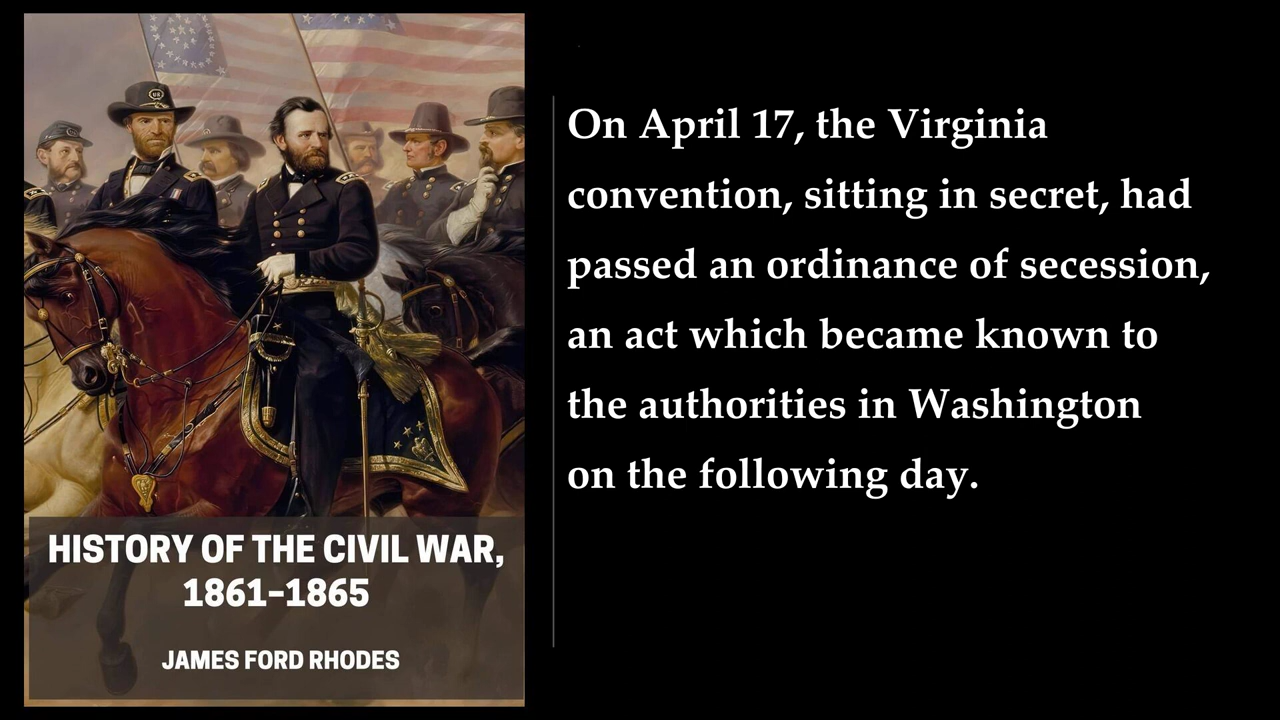 HISTORY OF THE CIVIL WAR,
1861–1865
JAMES FORD RHODES
On April 17, the Virginia
convention, sitting in secret, had
passed an ordinance of secession,
an act which became known to
the authorities in Washington
on the following day.